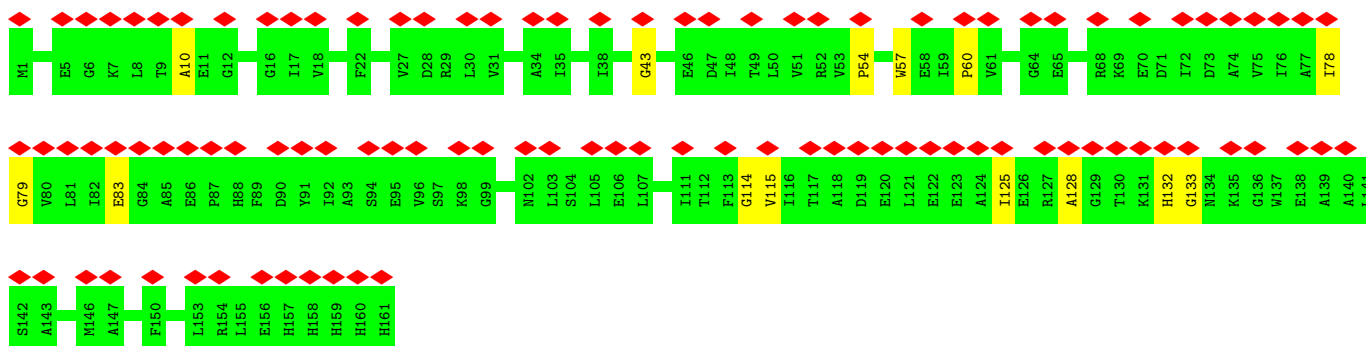 M1 E5 G6 K7 L8 T9 A10 E11 G12 G16 I17 V18 F22 V27 D28 R29 L30 V31 A34 I35 I38 G43 E46 D47 I48 T49 L50 V51 R52 V53 P54 W57 E58 I59 P60 V61 G64 E65 R68 K69 E70 D71 I72 D73 A74 V75 I76 A77 I78
G79 V80 L81 I82 E83 G84 A85 E86 P87 H88 F89 D90 Y91 I92 A93 S94 E95 V96 S97 K98 G99 N102 L103 S104 L105 E106 L107 I111 T112 F113 G114 V115 I116 T117 A118 D119 E120 L121 E122 E123 A124 I125 E126 R127 A128 G129 T130 K131 H132 G133 N134 K135 G136 W137 E138 A139 A140 L141
S142 A143 M146 A147 F150 L153 R154 L155 E156 H157 H158 H159 H160 H161